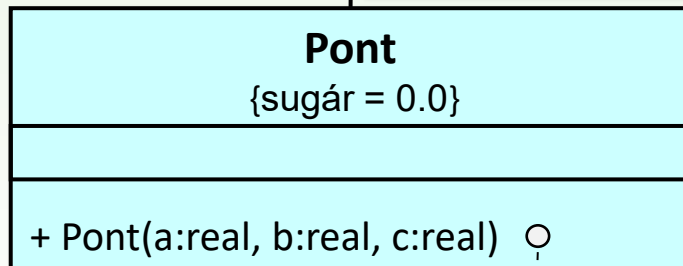 Pont
{sugár = 0.0}
+ Pont(a:real, b:real, c:real)